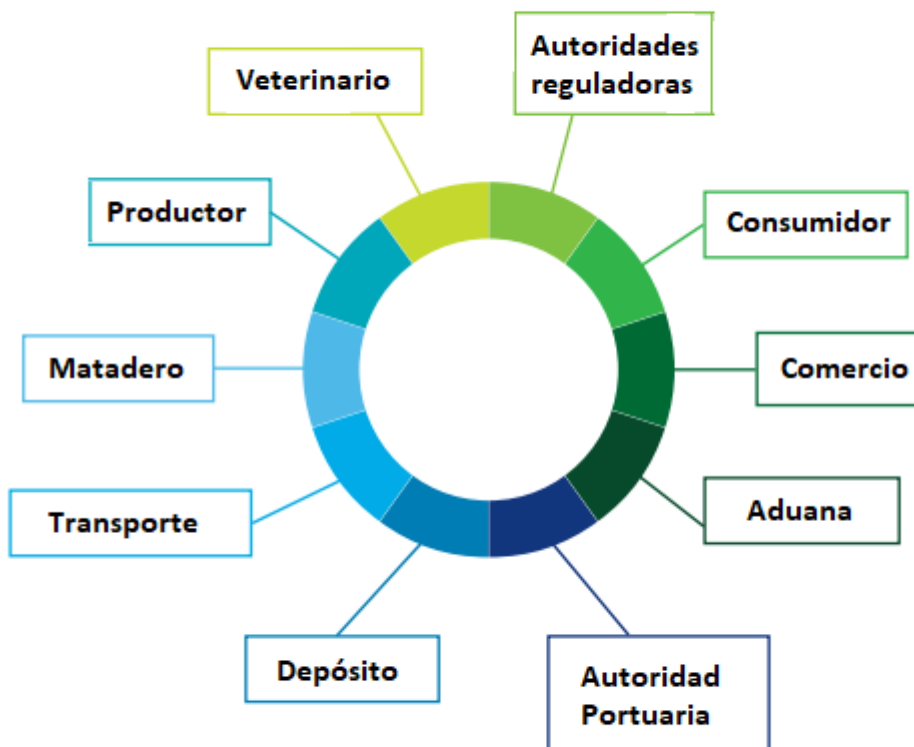 Autoridades
reguladoras
Veterinario
Productor
Consumidor
Matadero
Comercio
Transporte
Aduana
Depósito
Autoridad
Portuaria